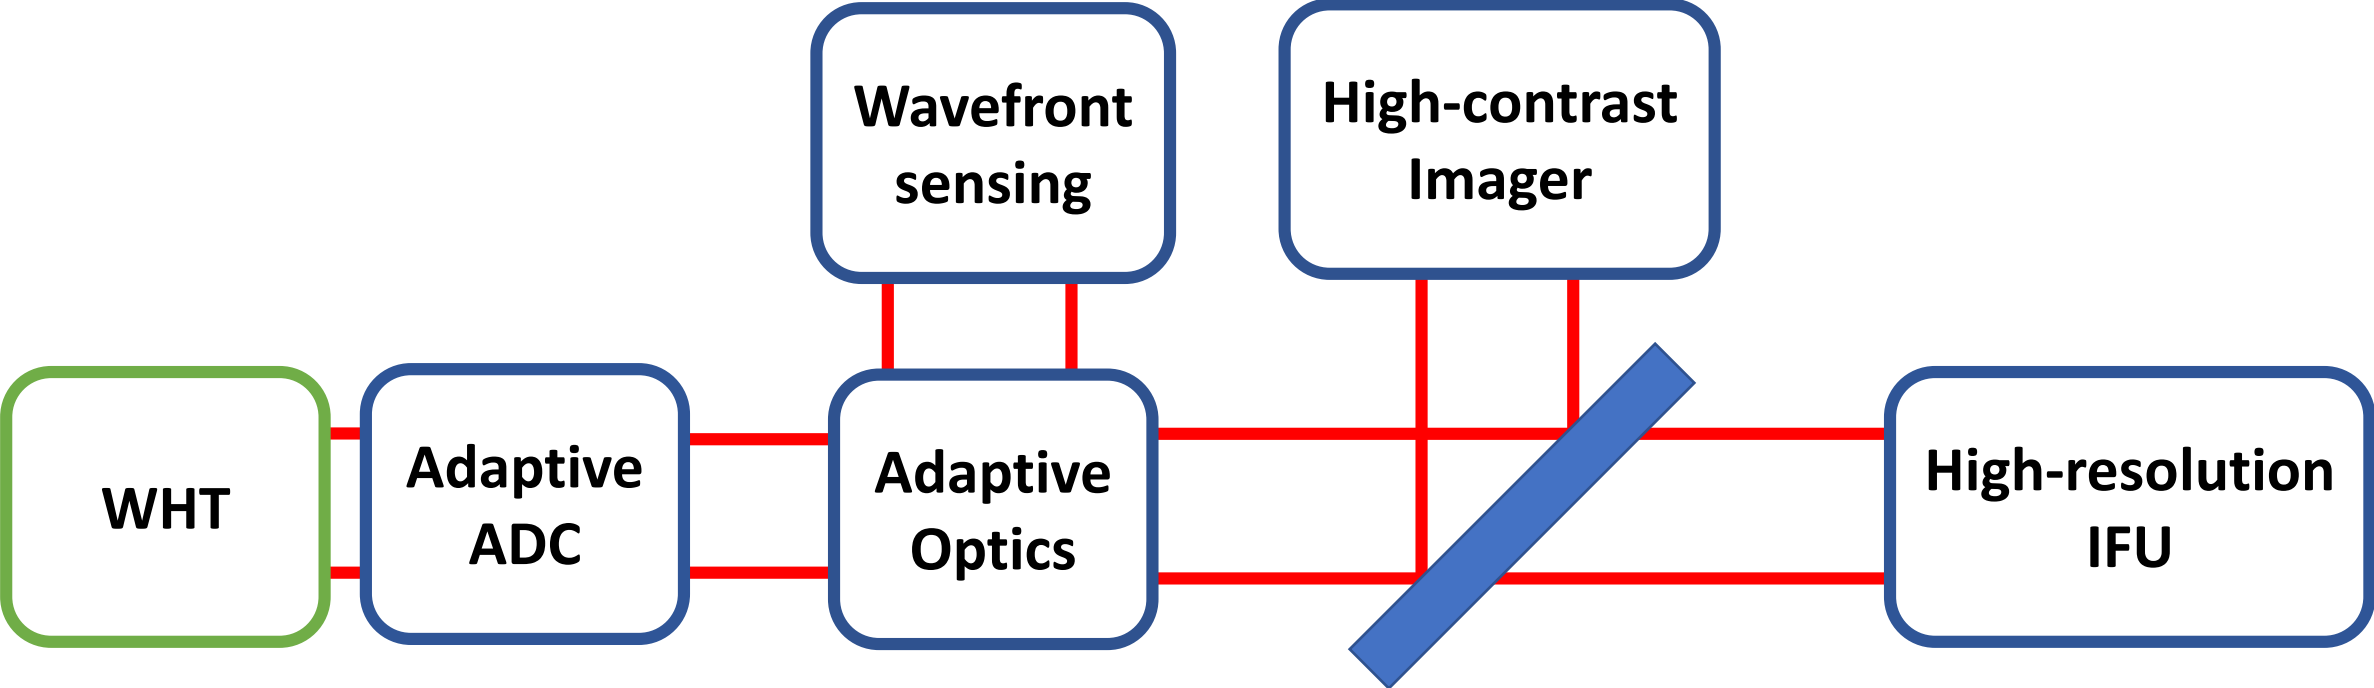 Wavefront
sensing
High-contrast
Imager
WHT
Adaptive
ADC
Adaptive
Optics
High-resolution
IFU